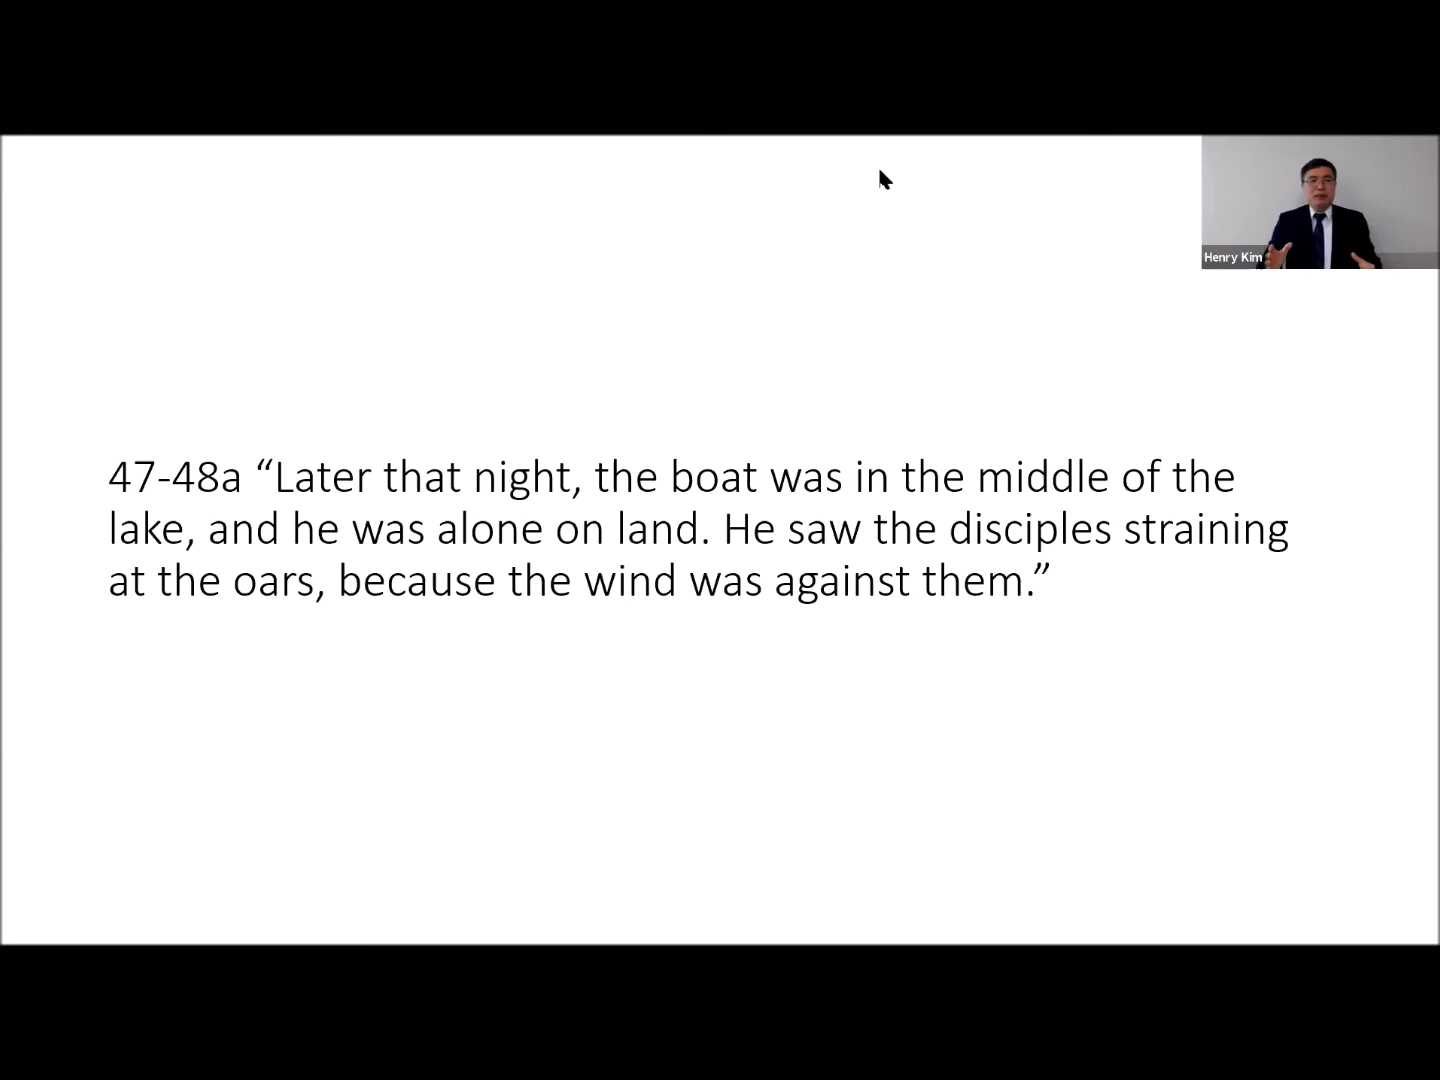 Henry Kim
47-48a “Later that night, the boat was in the middle of the
lake, and he was alone on land. He saw the disciples straining
at the oars, because the wind was against them.”